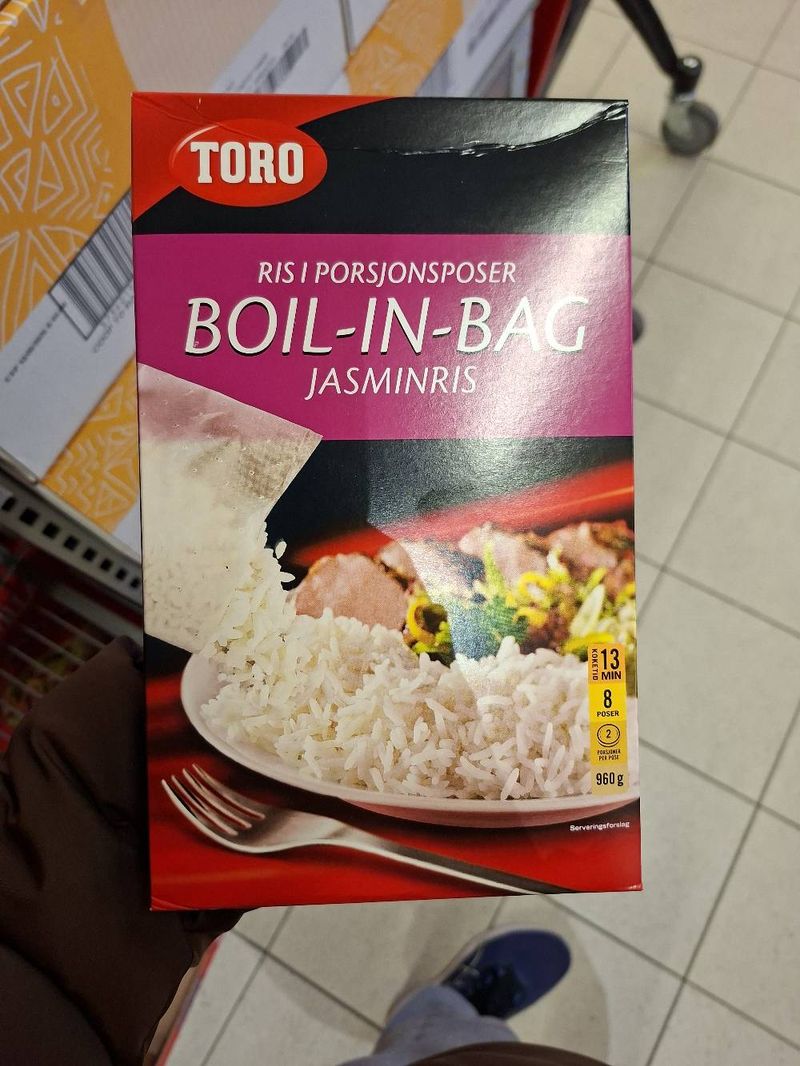 TORO
RIS I PORSJONSPOSER
BOIL-IN-BAG
JASMINRIS
KOKETID
13
MIN
8
POSER
2
PORSJONER
PER POSE
960 g
Serveringsforslag